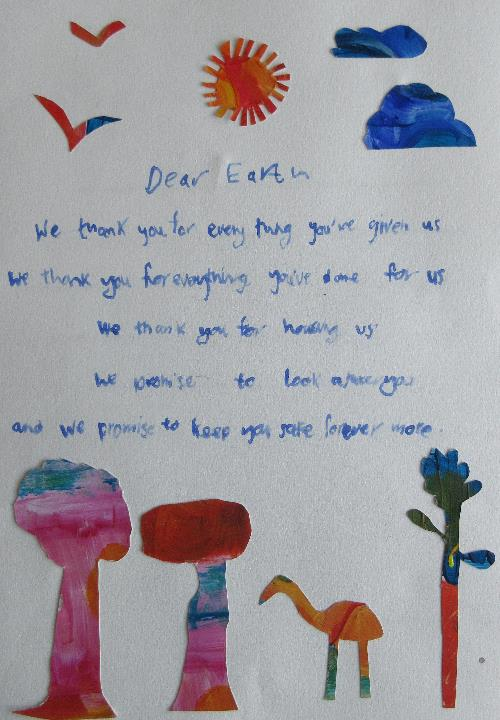 Dear Earth
We thank you for every thing you've given us
We thank you for everything you've done for us
We thank you for having us
We promise to look after you
and we promise to keep you safe forever more.